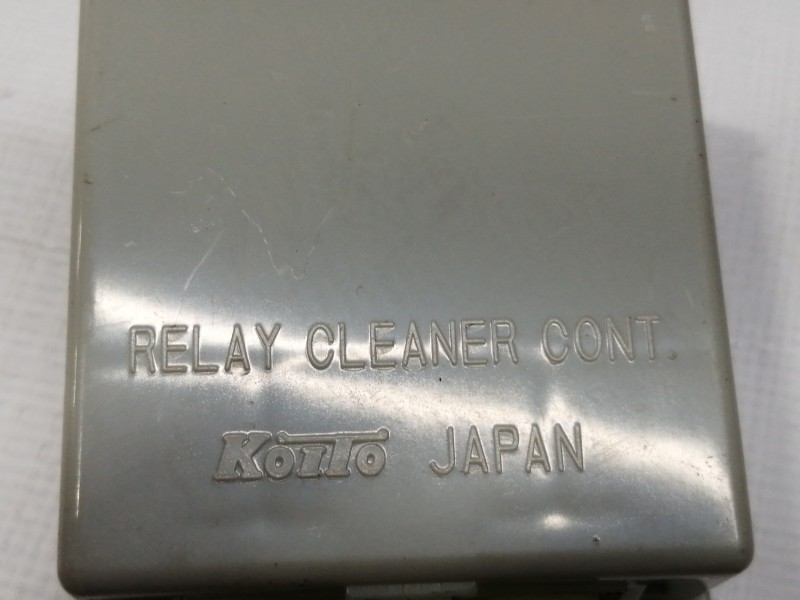 RELAY CLEANER CONT.
KOITO JAPAN